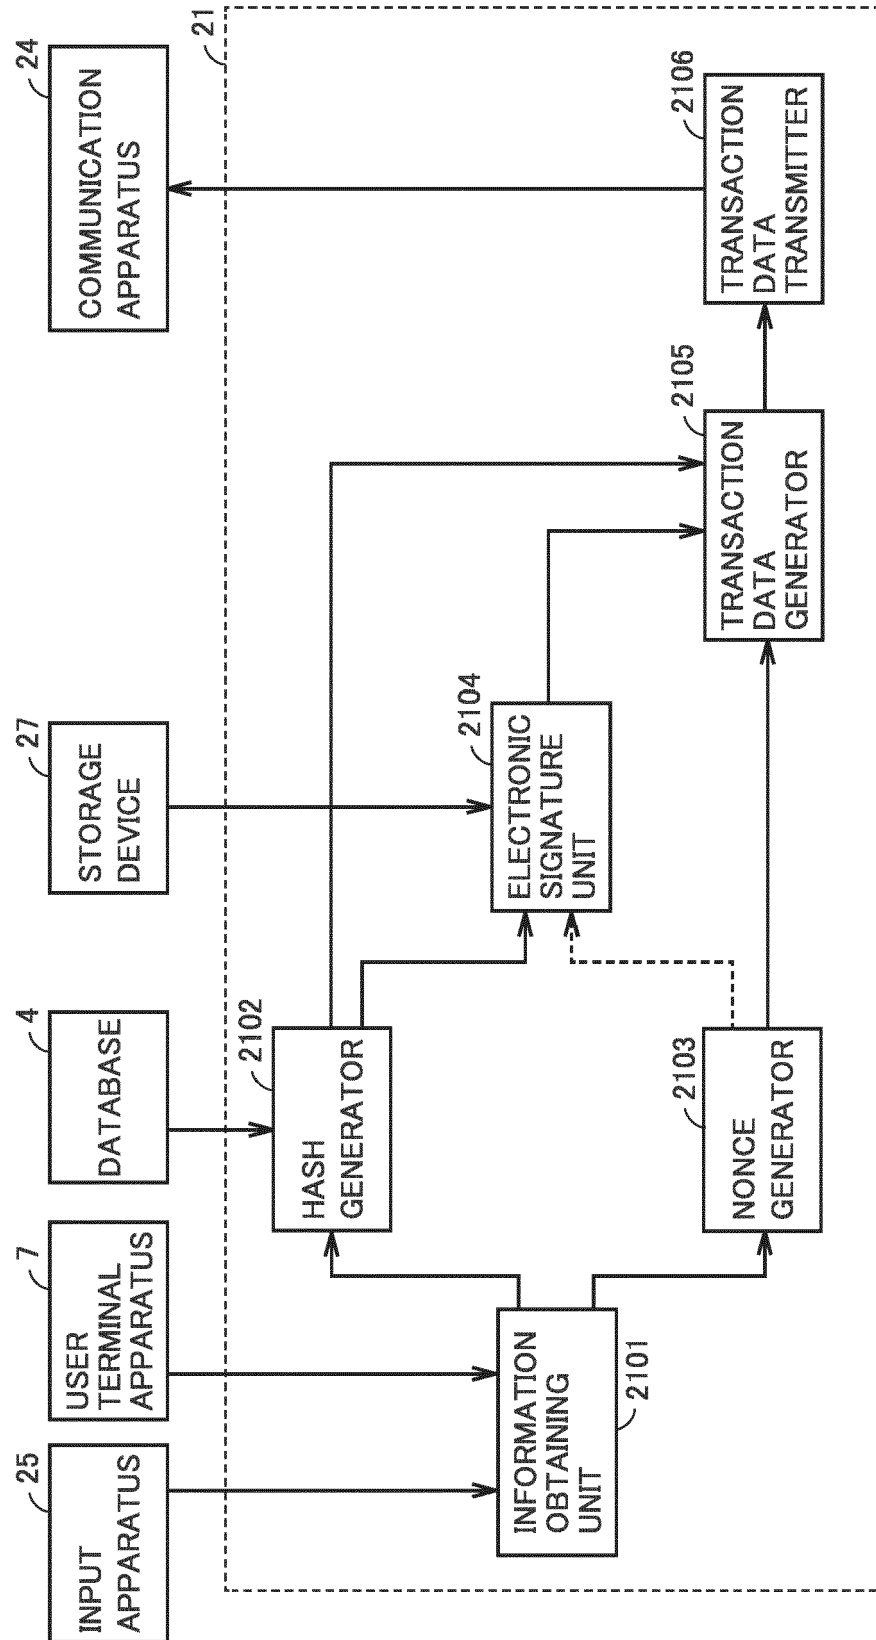 25
INPUT
APPARATUS
7
USER
TERMINAL
APPARATUS
4
DATABASE
27
STORAGE
DEVICE
24
COMMUNICATION
APPARATUS
21
INFORMATION
OBTAINING
UNIT
2101
2102
HASH
GENERATOR
2103
NONCE
GENERATOR
2104
ELECTRONIC
SIGNATURE
UNIT
2105
TRANSACTION
DATA
GENERATOR
2106
TRANSACTION
DATA
TRANSMITTER